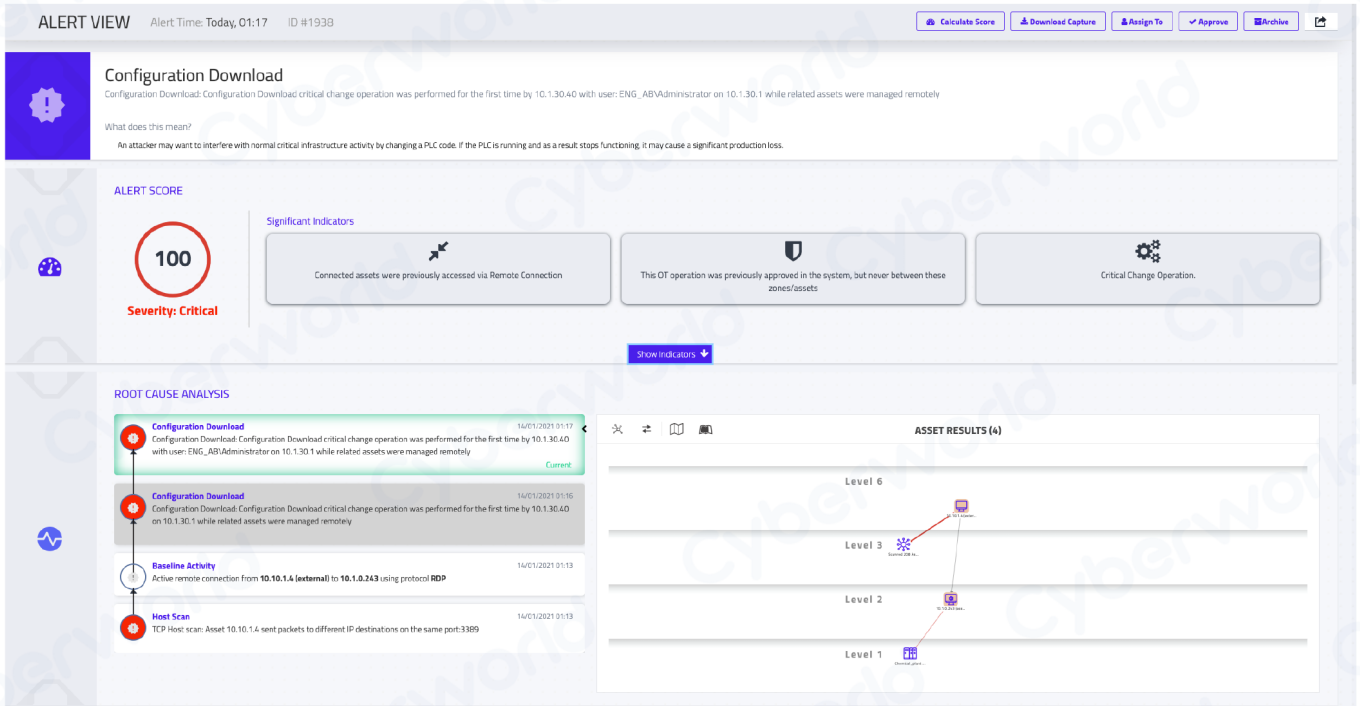 ALERT VIEW Alert Time: Today, 01:17 ID #1938
Calculate Score Download Capture Assign To Approve Archive
Configuration Download
Configuration Download: Configuration Download critical change operation was performed for the first time by 10.1.30.40 with user: ENG_AB\Administrator on 10.1.30.1 while related assets were managed remotely
What does this mean?
An attacker may want to interfere with normal critical infrastructure activity by changing a PLC code. If the PLC is running and as a result stops functioning, it may cause a significant production loss.
ALERT SCORE
100
Severity: Critical
Significant Indicators
Connected assets were previously accessed via Remote Connection
This OT operation was previously approved in the system, but never between these
zones/assets
Critical Change Operation.
Show Indicators
ROOT CAUSE ANALYSIS
Configuration Download 14/01/2021 01:17
Configuration Download: Configuration Download critical change operation was performed for the first time by 10.1.30.40
with user: ENG_AB\Administrator on 10.1.30.1 while related assets were managed remotely
Current
Configuration Download 14/01/2021 01:16
Configuration Download: Configuration Download critical change operation was performed for the first time by 10.1.30.40
on 10.1.30.1 while related assets were managed remotely
Baseline Activity 14/01/2021 01:13
Active remote connection from 10.10.1.4 (external) to 10.1.0.243 using protocol RDP
Host Scan 14/01/2021 01:13
TCP Host scan: Asset 10.10.1.4 sent packets to different IP destinations on the same port:3389
ASSET RESULTS (4)
Level 6
Level 3
Level 2
Level 1
Cyberworld